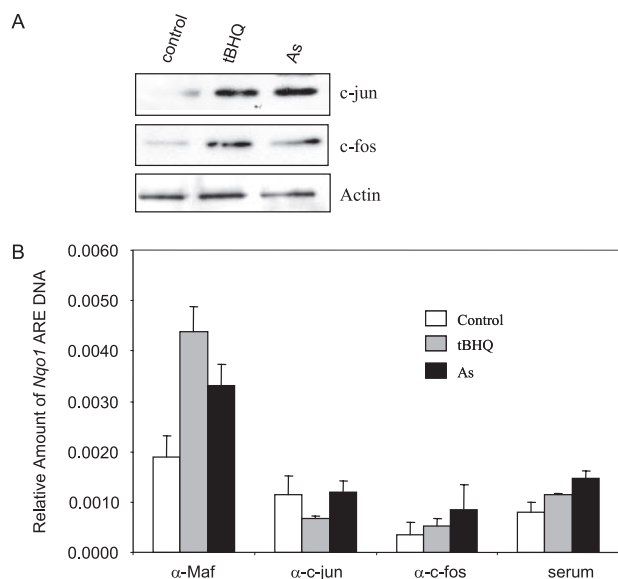 A
control tBHQ As
c-jun
c-fos
Actin
B
Relative Amount of Nqo1 ARE DNA
0.0060
0.0050
0.0040
0.0030
0.0020
0.0010
0.0000
Control
tBHQ
As
α-Maf α-c-jun α-c-fos serum